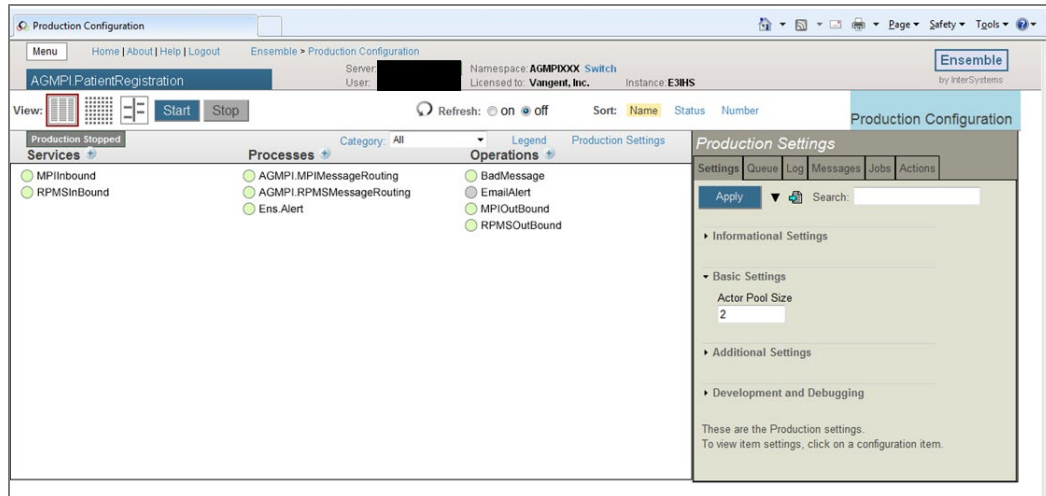 Production Configuration
Page Safety Tools
Menu Home | About | Help | Logout Ensemble > Production Configuration
Server: Namespace: AGMPIXXX Switch
Ensemble
AGMPI.PatientRegistration User: Licensed to: Vangent, Inc. Instance: E3IHS by InterSystems
View: Start Stop Refresh: on off Sort: Name Status Number
Production Configuration
Production Stopped Category: All Legend Production Settings
Services Processes Operations
MPIInbound AGMPI.MPIMessageRouting BadMessage
RPMSInBound AGMPI.RPMSMessageRouting EmailAlert
Ens.Alert MPIOutBound
RPMSOutBound
Production Settings
Settings Queue Log Messages Jobs Actions
Apply Search:
Informational Settings
Basic Settings
Actor Pool Size
2
Additional Settings
Development and Debugging
These are the Production settings.
To view item settings, click on a configuration item.